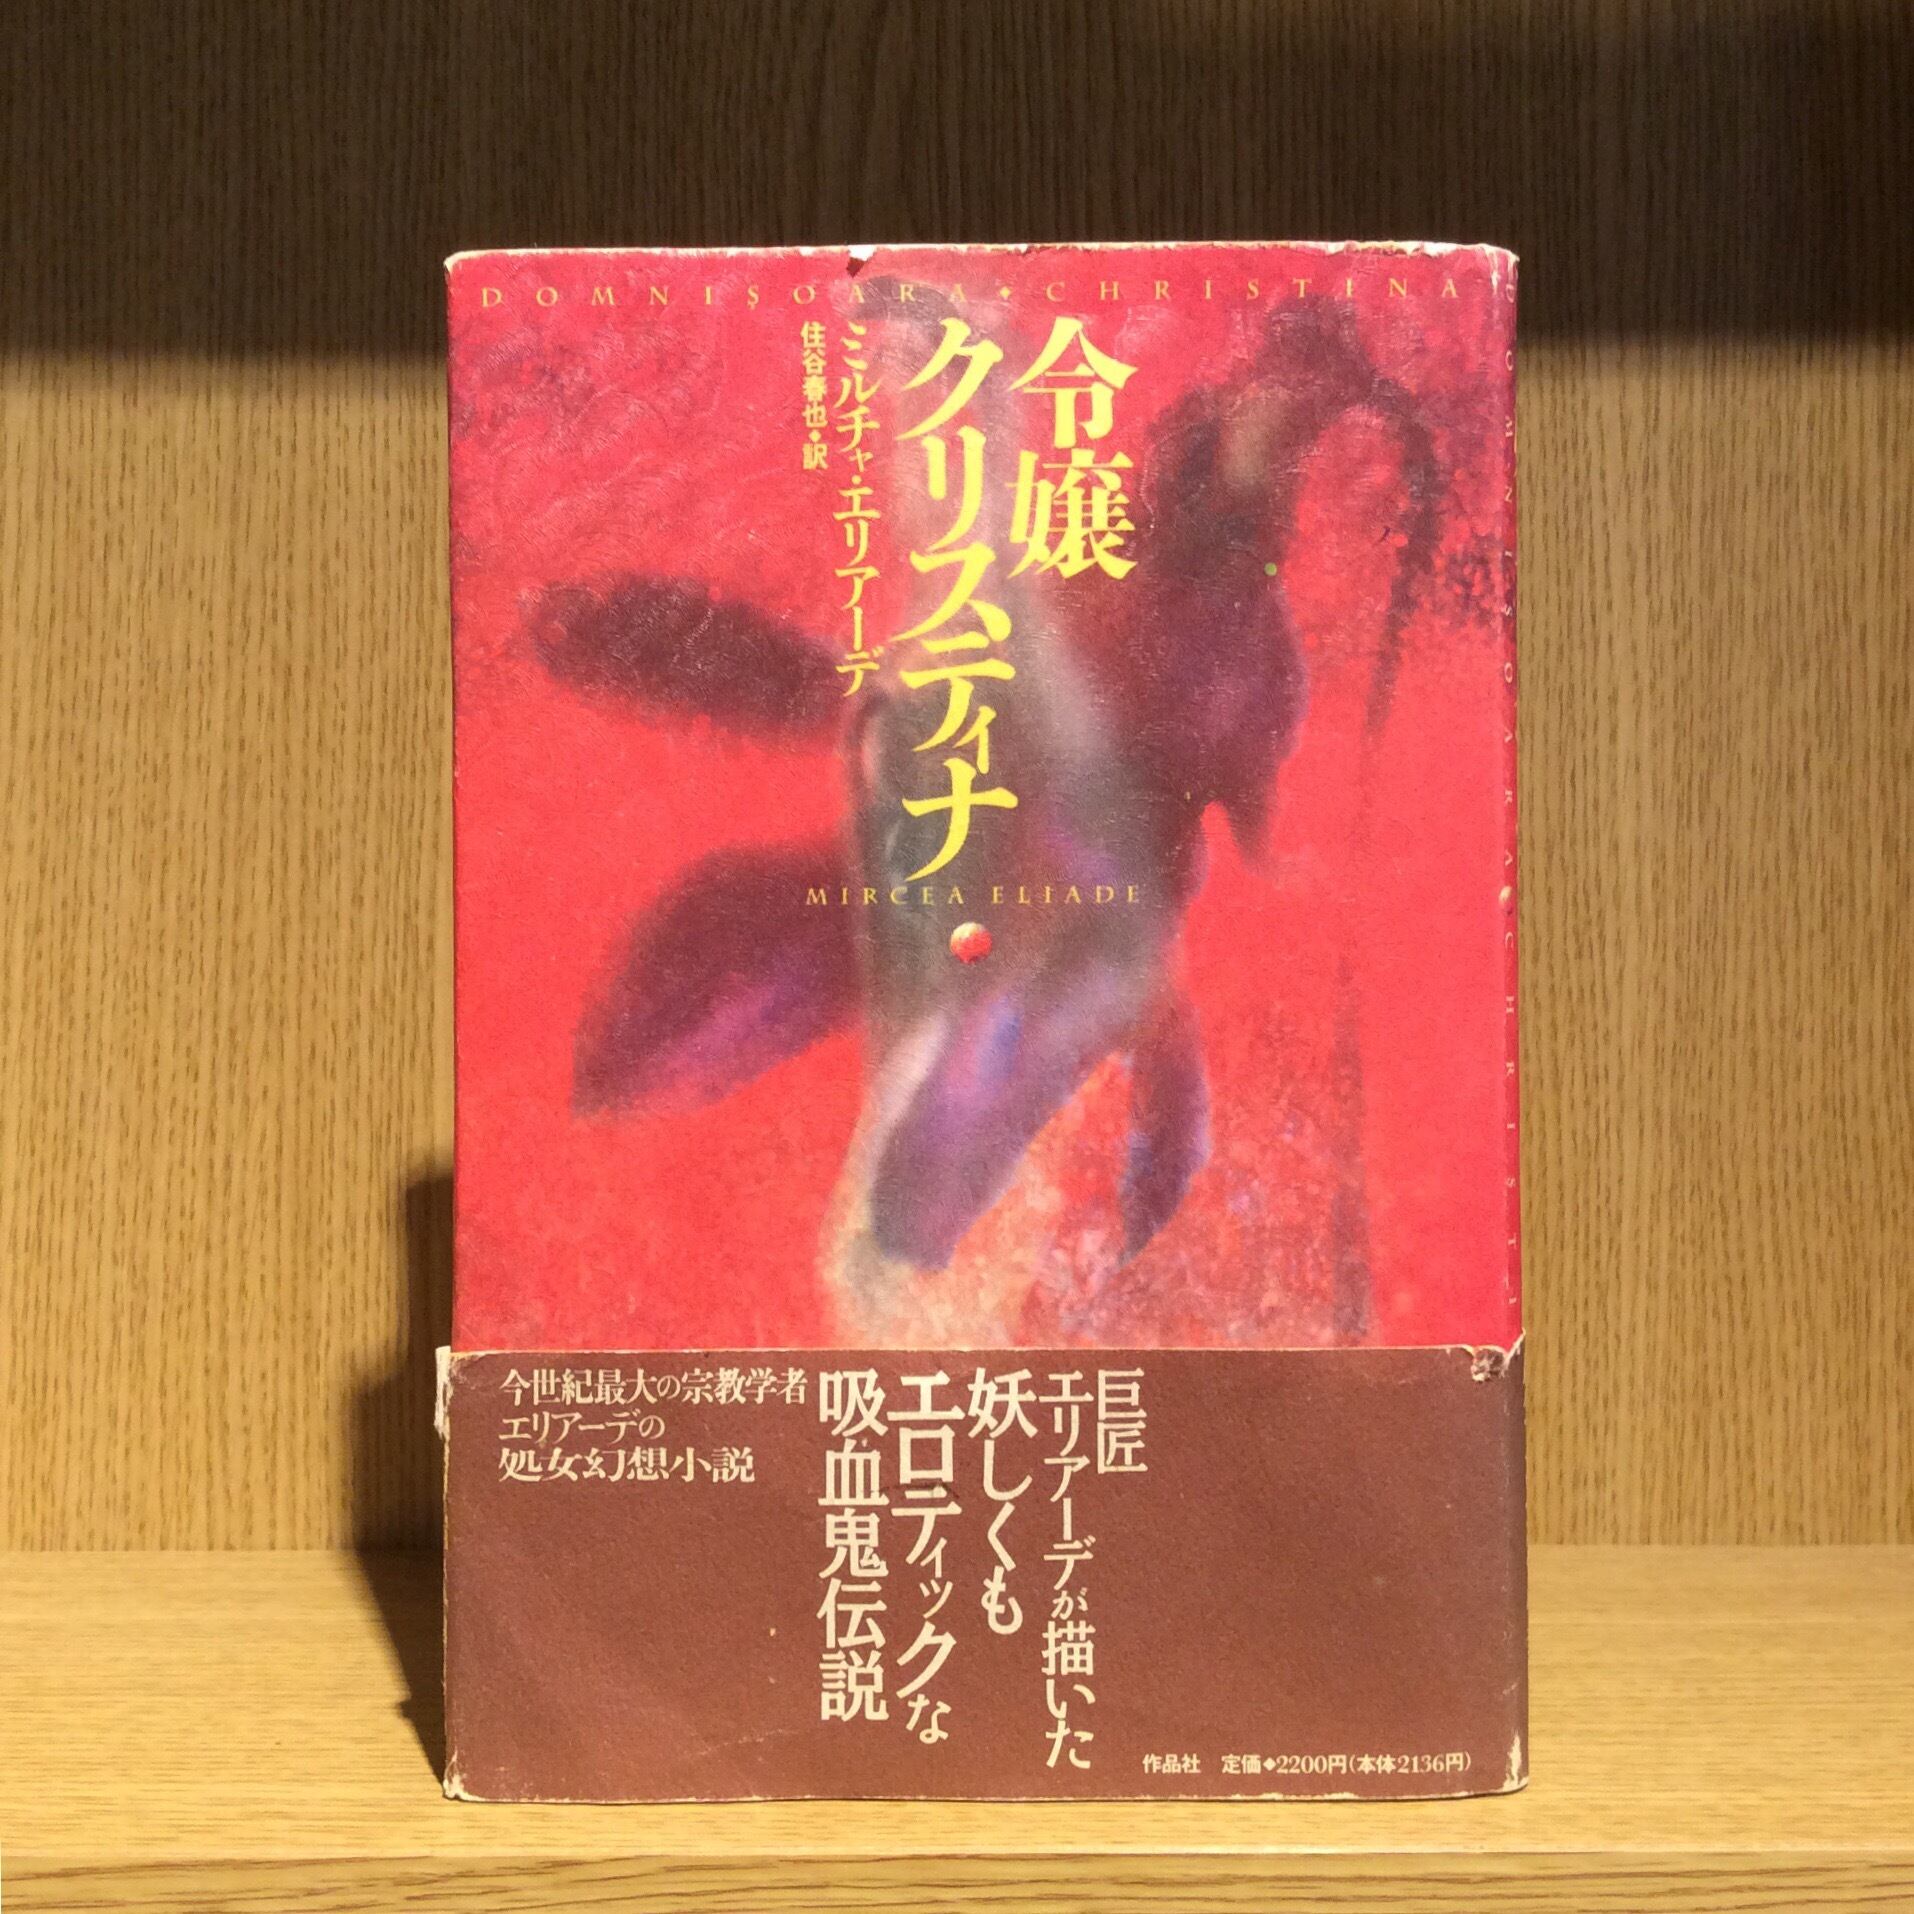 DOMNIŞOARA◆CHRISTINA
令嬢
クリスティナ
ミルチャ・エリアーデ
住谷春也◆訳
MIRCEA ELIADE
DOMNIŞOARA CHRISTI
巨匠
エリアーデが描いた
妖しくも
エロティックな
吸血鬼伝説
今世紀最大の宗教学者
エリアーデの
処女幻想小説
作品社 定価◆2200円(本体2136円)